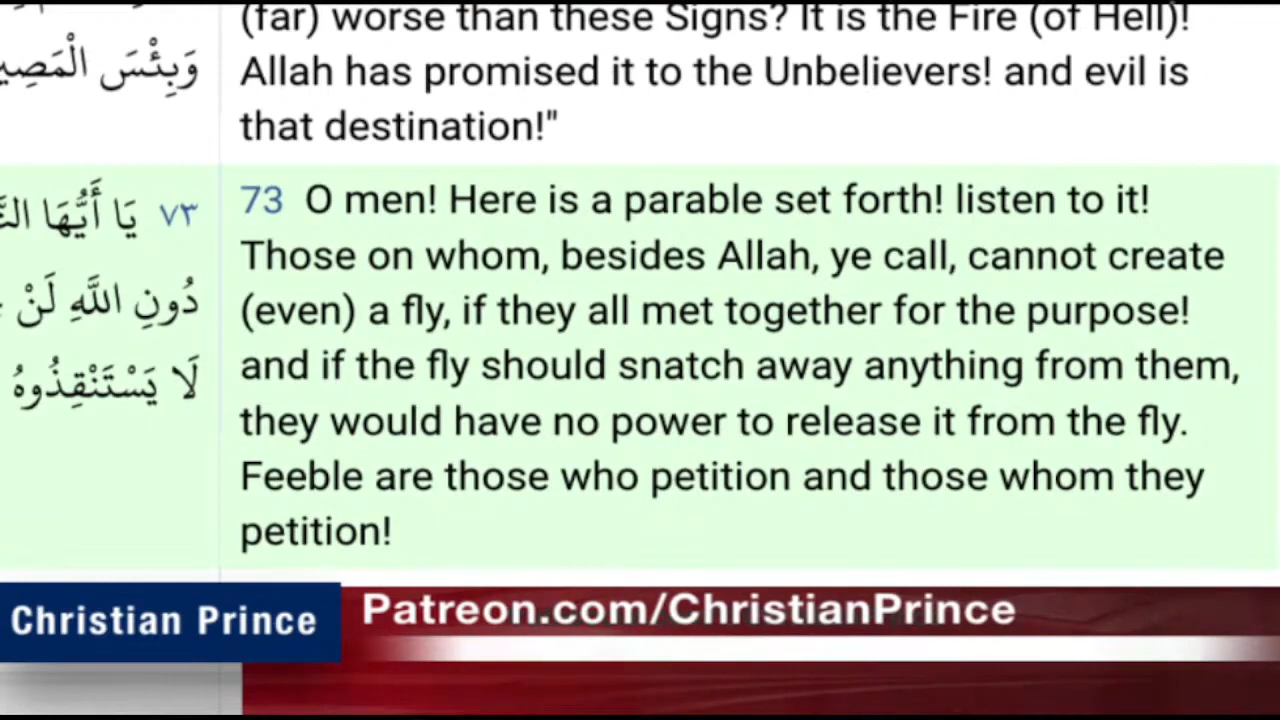 (far) worse than these Signs? It is the Fire (of Hell)!
وَبِئْسَ الْمَصِي
Allah has promised it to the Unbelievers! and evil is
that destination!"
٧٣ يَا أَيُّهَا
73 O men! Here is a parable set forth! listen to it!
دُونِ اللَّهِ لَنْ
Those on whom, besides Allah, ye call, cannot create
(even) a fly, if they all met together for the purpose!
لَا يَسْتَنْقِذُوهُ
and if the fly should snatch away anything from them,
they would have no power to release it from the fly.
Feeble are those who petition and those whom they
petition!
Christian Prince
Patreon.com/ChristianPrince